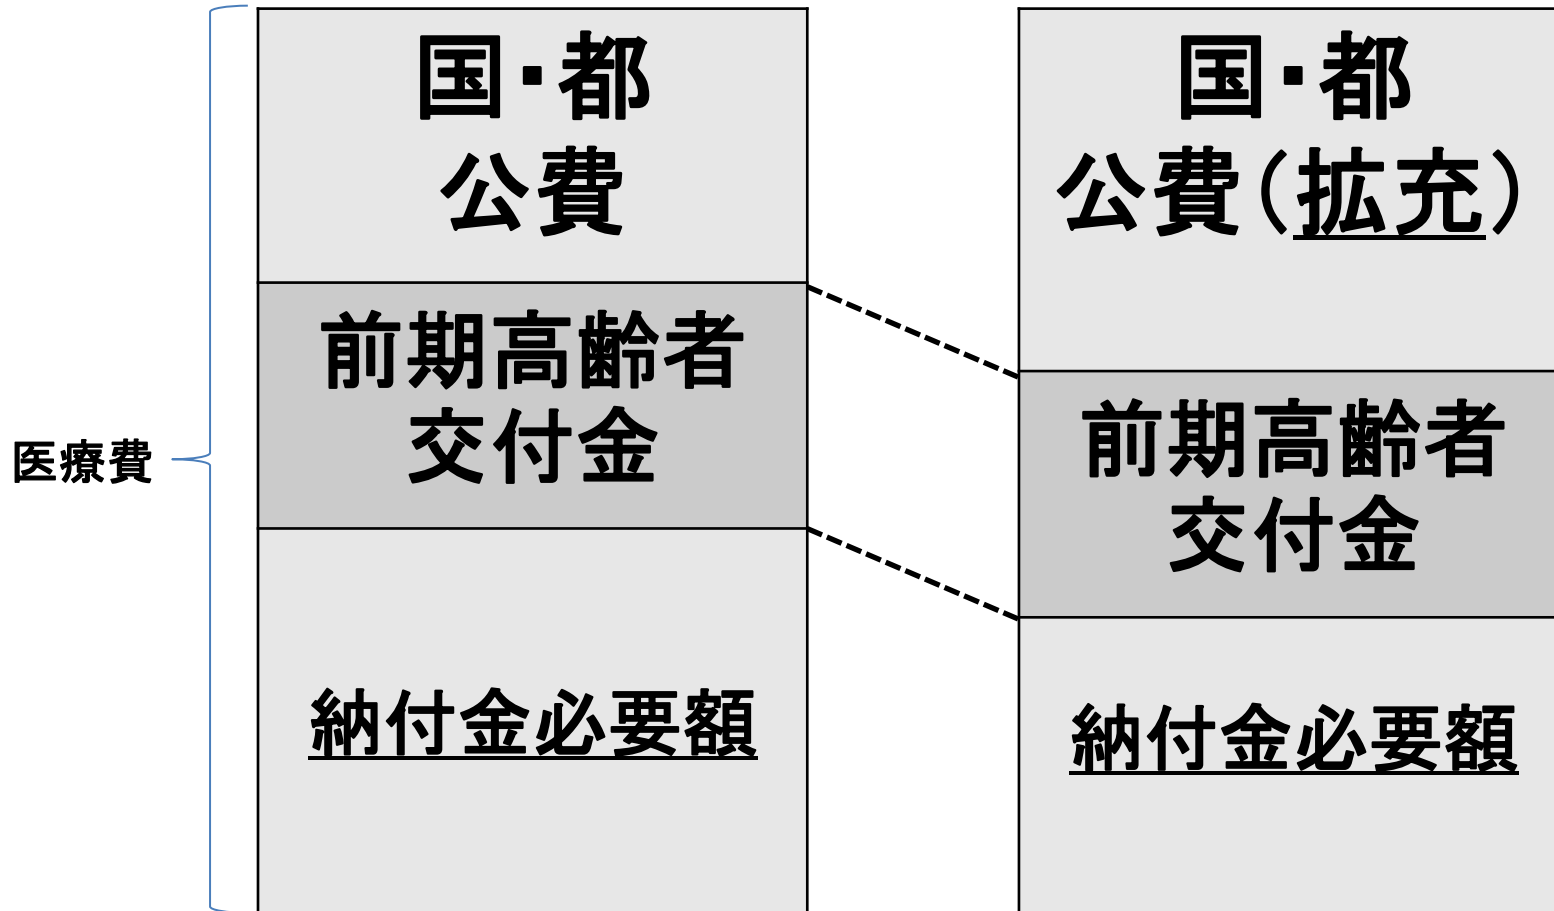 医療費
国・都
公費
前期高齢者
交付金
納付金必要額
国・都
公費（拡充）
前期高齢者
交付金
納付金必要額